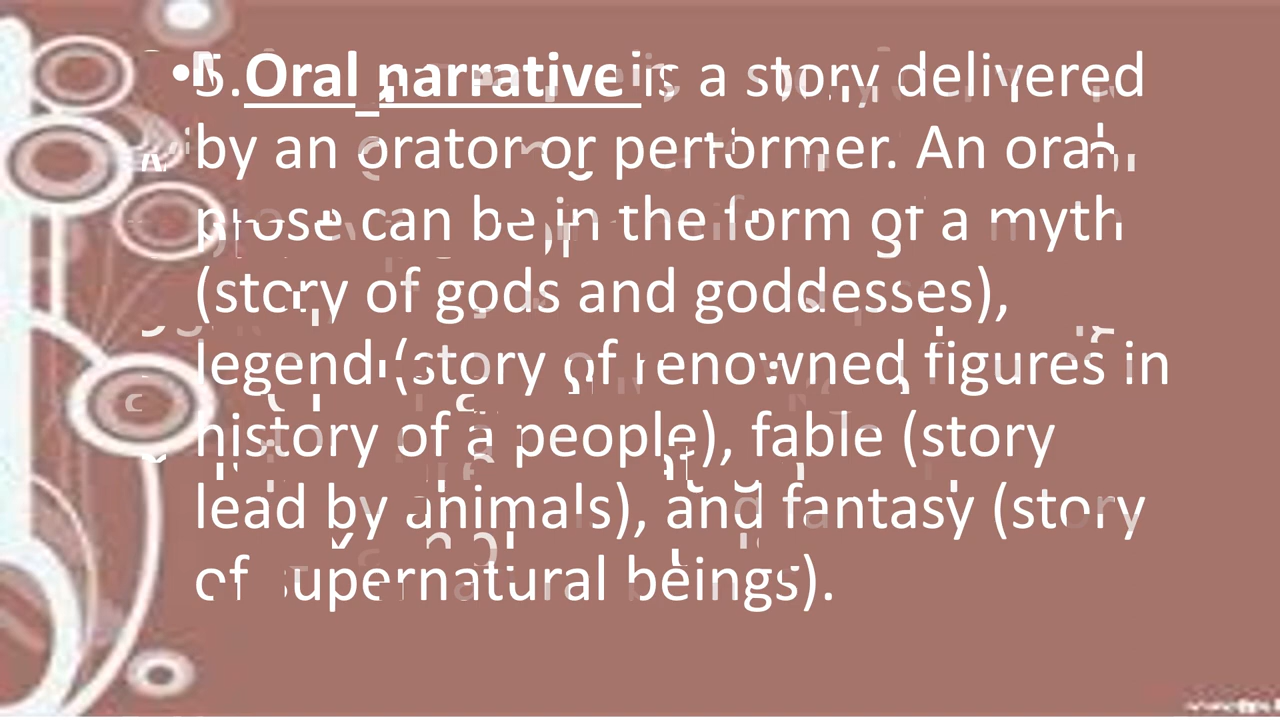 •5.Oral narrative is a story delivered
by an orator or performer. An oral
prose can be in the form of a myth
(story of gods and goddesses),
legend (story of renowned figures in
history of a people), fable (story
lead by animals), and fantasy (story
of supernatural beings).